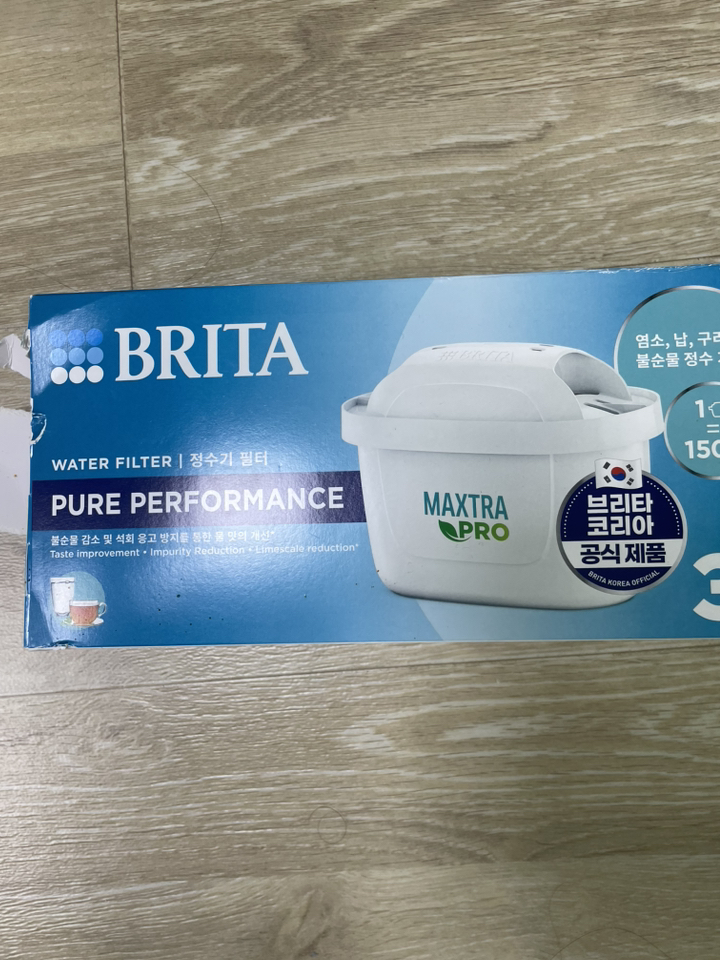 BRITA
염소, 납, 구리
불순물 정수
1
=
150
WATER FILTER | 정수기 필터
PURE PERFORMANCE
불순물 감소 및 석회 응고 방지를 통한 물 맛의 개선*
Taste improvement • Impurity Reduction • Limescale reduction*
MAXTRA
PRO
브리타
코리아
공식 제품
BRITA KOREA OFFICIAL
3